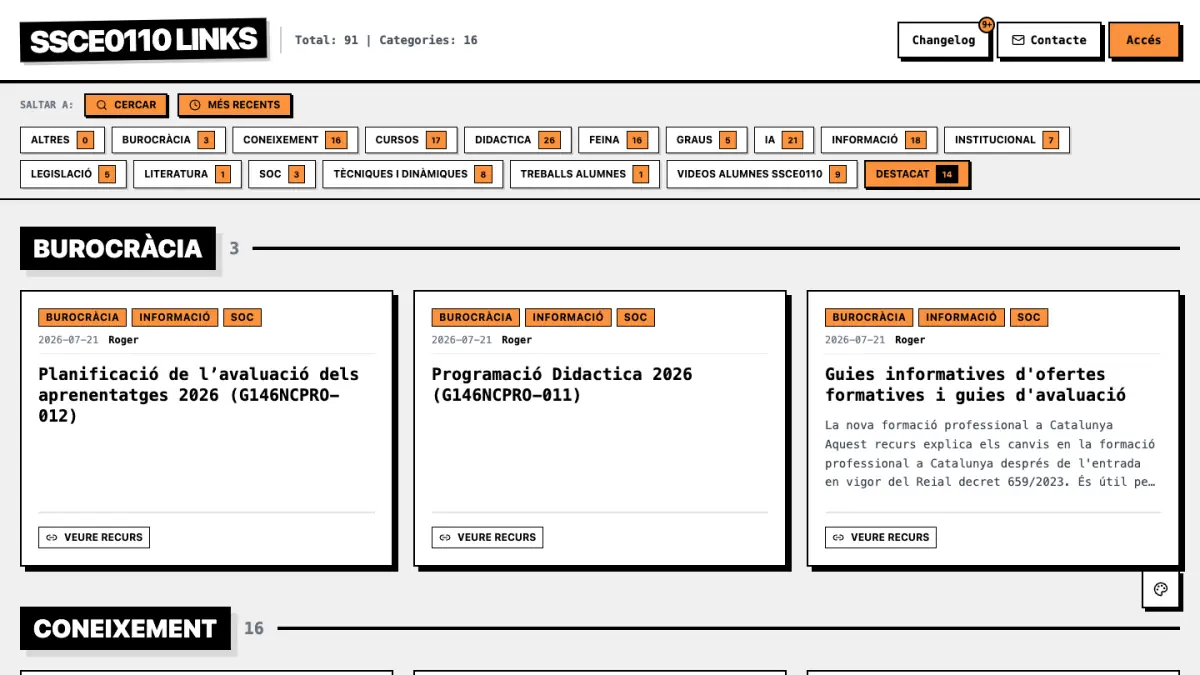 SSCE0110 LINKS
Total: 91 | Categories: 16
Changelog
9+
Contacte
Accés
SALTAR A:
CERCAR
MÉS RECENTS
ALTRES 0
BUROCRÀCIA 3
CONEIXEMENT 16
CURSOS 17
DIDACTICA 26
FEINA 16
GRAUS 5
IA 21
INFORMACIÓ 18
INSTITUCIONAL 7
LEGISLACIÓ 5
LITERATURA 1
SOC 3
TÈCNIQUES I DINÀMIQUES 8
TREBALLS ALUMNES 1
VIDEOS ALUMNES SSCE0110 9
DESTACAT 14
BUROCRÀCIA 3
BUROCRÀCIA INFORMACIÓ SOC
2026-07-21 Roger
Planificació de l’avaluació dels
aprenentatges 2026 (G146NCPRO-
012)
VEURE RECURS
BUROCRÀCIA INFORMACIÓ SOC
2026-07-21 Roger
Programació Didactica 2026
(G146NCPRO-011)
VEURE RECURS
BUROCRÀCIA INFORMACIÓ SOC
2026-07-21 Roger
Guies informatives d'ofertes
formatives i guies d'avaluació
La nova formació professional a Catalunya
Aquest recurs explica els canvis en la formació
professional a Catalunya després de l'entrada
en vigor del Reial decret 659/2023. És útil pe…
VEURE RECURS
CONEIXEMENT 16